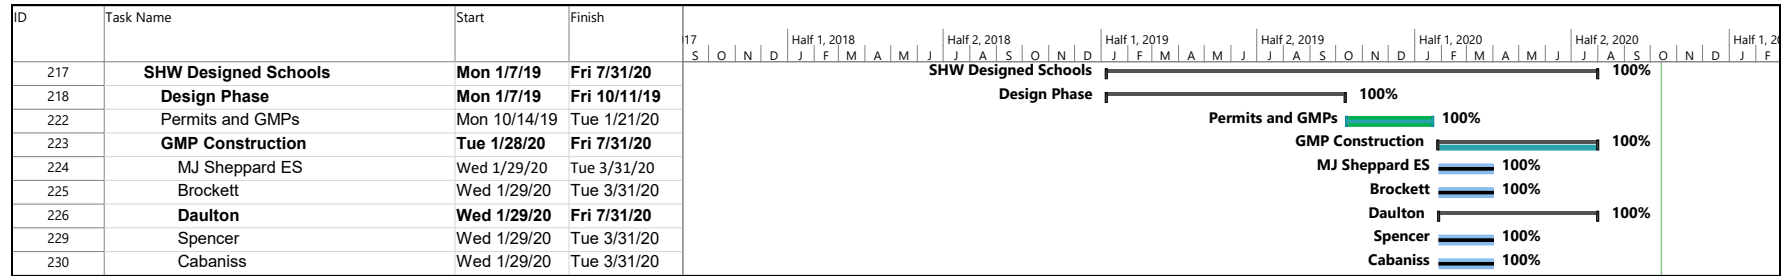 ID Task Name Start Finish
17 Half 1, 2018 Half 2, 2018 Half 1, 2019 Half 2, 2019 Half 1, 2020 Half 2, 2020 Half 1, 20
S O N D J F M A M J J A S O N D J F M A M J J A S O N D J F M A M J J A S O N D J F
217 SHW Designed Schools Mon 1/7/19 Fri 7/31/20 SHW Designed Schools 100%
218 Design Phase Mon 1/7/19 Fri 10/11/19 Design Phase 100%
222 Permits and GMPs Mon 10/14/19 Tue 1/21/20 Permits and GMPs 100%
223 GMP Construction Tue 1/28/20 Fri 7/31/20 GMP Construction 100%
224 MJ Sheppard ES Wed 1/29/20 Tue 3/31/20 MJ Sheppard ES 100%
225 Brockett Wed 1/29/20 Tue 3/31/20 Brockett 100%
226 Daulton Wed 1/29/20 Fri 7/31/20 Daulton 100%
229 Spencer Wed 1/29/20 Tue 3/31/20 Spencer 100%
230 Cabaniss Wed 1/29/20 Tue 3/31/20 Cabaniss 100%